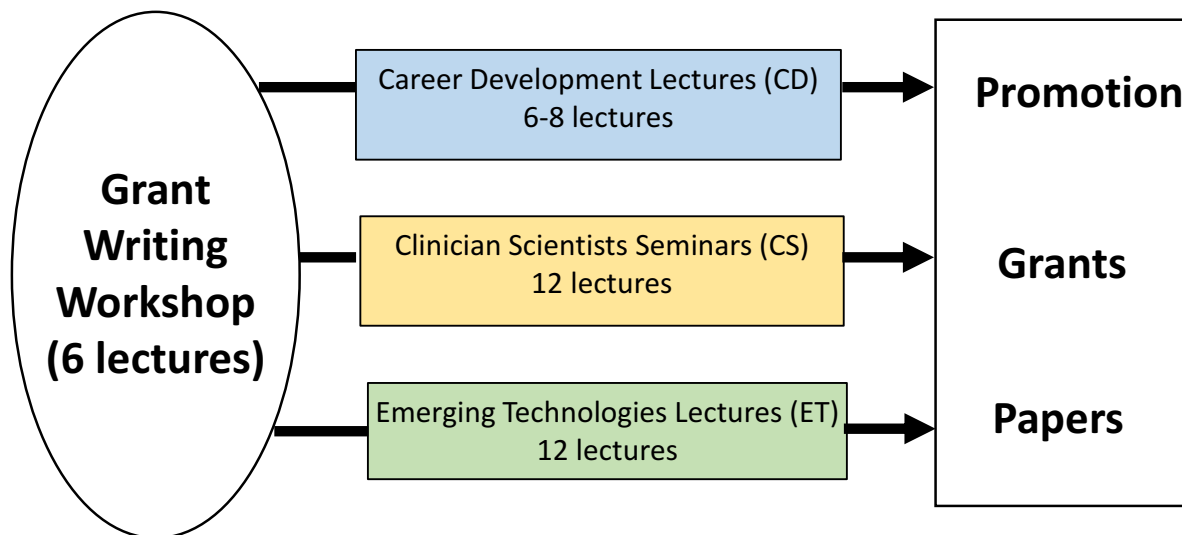 Grant
Writing
Workshop
(6 lectures)
Career Development Lectures (CD)
6-8 lectures
Clinician Scientists Seminars (CS)
12 lectures
Emerging Technologies Lectures (ET)
12 lectures
Promotion
Grants
Papers